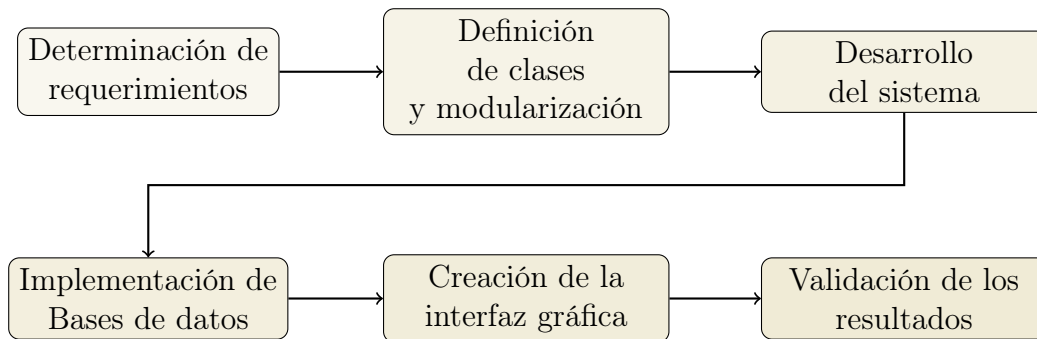 Determinación de
requerimientos
Definición
de clases
y modularización
Desarrollo
del sistema
Implementación de
Bases de datos
Creación de la
interfaz gráfica
Validación de los
resultados